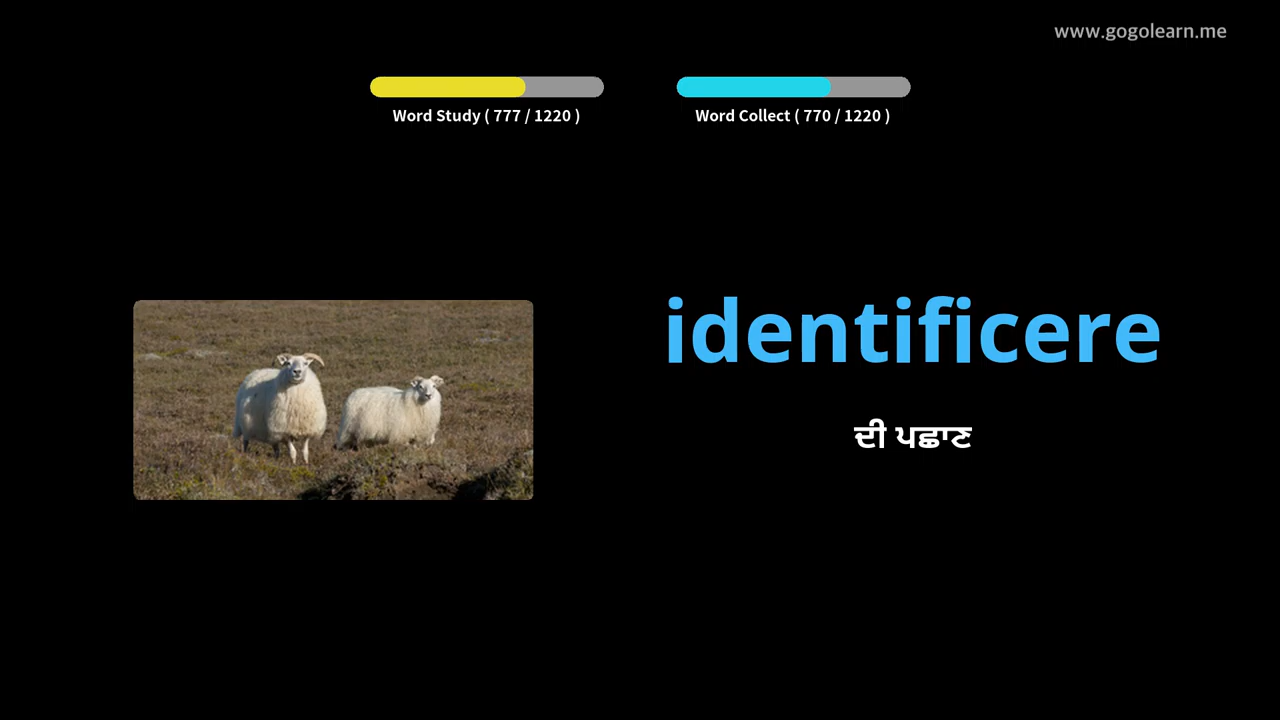 www.gogolearn.me
Word Study ( 777 / 1220 )
Word Collect ( 770 / 1220 )
identificere
ਦੀ ਪਛਾਣ